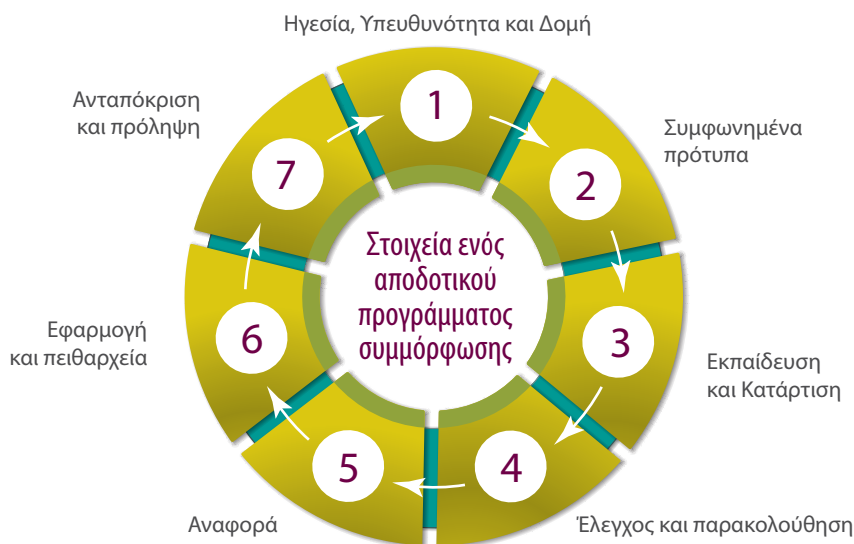 Ηγεσία, Υπευθυνότητα και Δομή
1
Συμφωνημένα
πρότυπα
2
Εκπαίδευση
και Κατάρτιση
3
Έλεγχος και παρακολούθηση
4
Αναφορά
5
Εφαρμογή
και πειθαρχεία
6
Ανταπόκριση
και πρόληψη
7
Στοιχεία ενός
αποδοτικού
προγράμματος
συμμόρφωσης